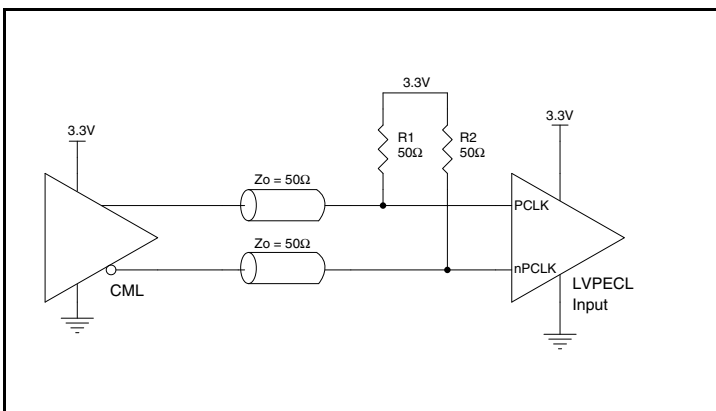 3.3V
3.3V
3.3V
R1
50Ω
R2
50Ω
Zo = 50Ω
PCLK
Zo = 50Ω
nPCLK
CML
LVPECL
Input